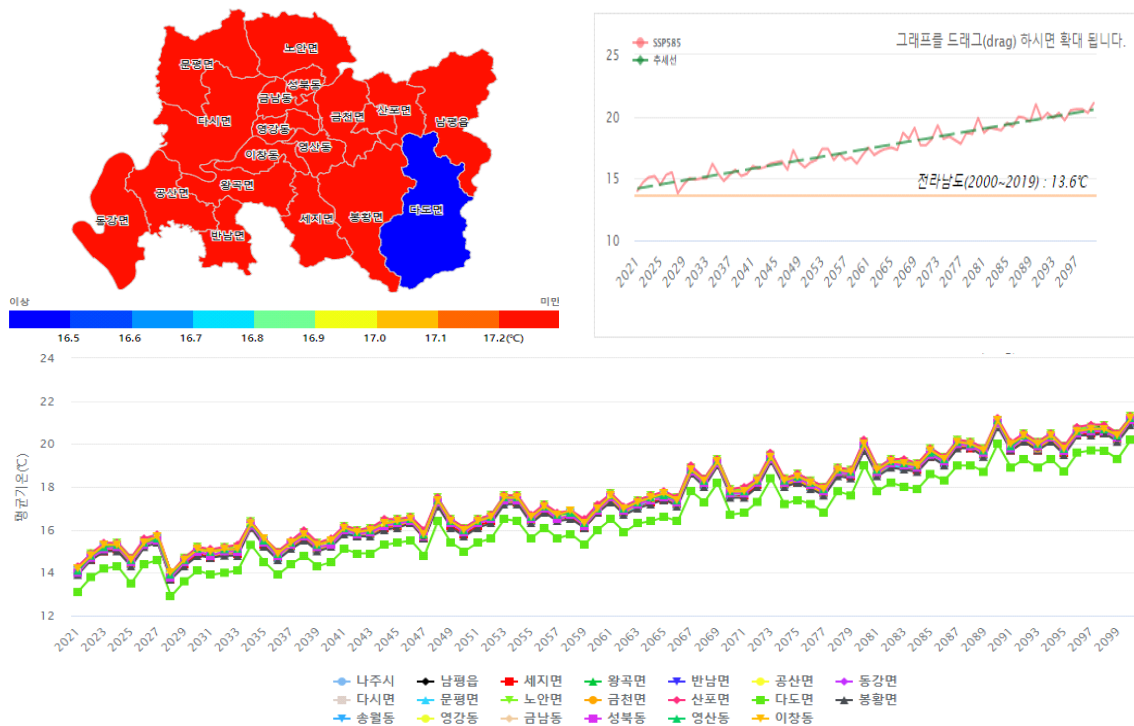 노안면
문평면
성북동
금남동
금천면
산포면
다시면
남평읍
영강동
영산동
이창동
왕곡면
공산면
동강면
세지면
봉황면
다도면
반남면
이상
미만
16.5 16.6 16.7 16.8 16.9 17.0 17.1 17.2(℃)
SSP585
추세선
그래프를 드래그(drag) 하시면 확대 됩니다.
25
20
15
10
전라남도(2000~2019) : 13.6℃
2021 2025 2029 2033 2037 2041 2045 2049 2053 2057 2061 2065 2069 2073 2077 2081 2085 2089 2093 2097
평균기온(℃)
24
22
20
18
16
14
12
2021 2023 2025 2027 2029 2031 2033 2035 2037 2039 2041 2043 2045 2047 2049 2051 2053 2055 2057 2059 2061 2063 2065 2067 2069 2071 2073 2075 2077 2079 2081 2083 2085 2087 2089 2091 2093 2095 2097 2099
나주시 남평읍 세지면 왕곡면 반남면 공산면 동강면
다시면 문평면 노안면 금천면 산포면 다도면 봉황면
송월동 영강동 금남동 성북동 영산동 이창동